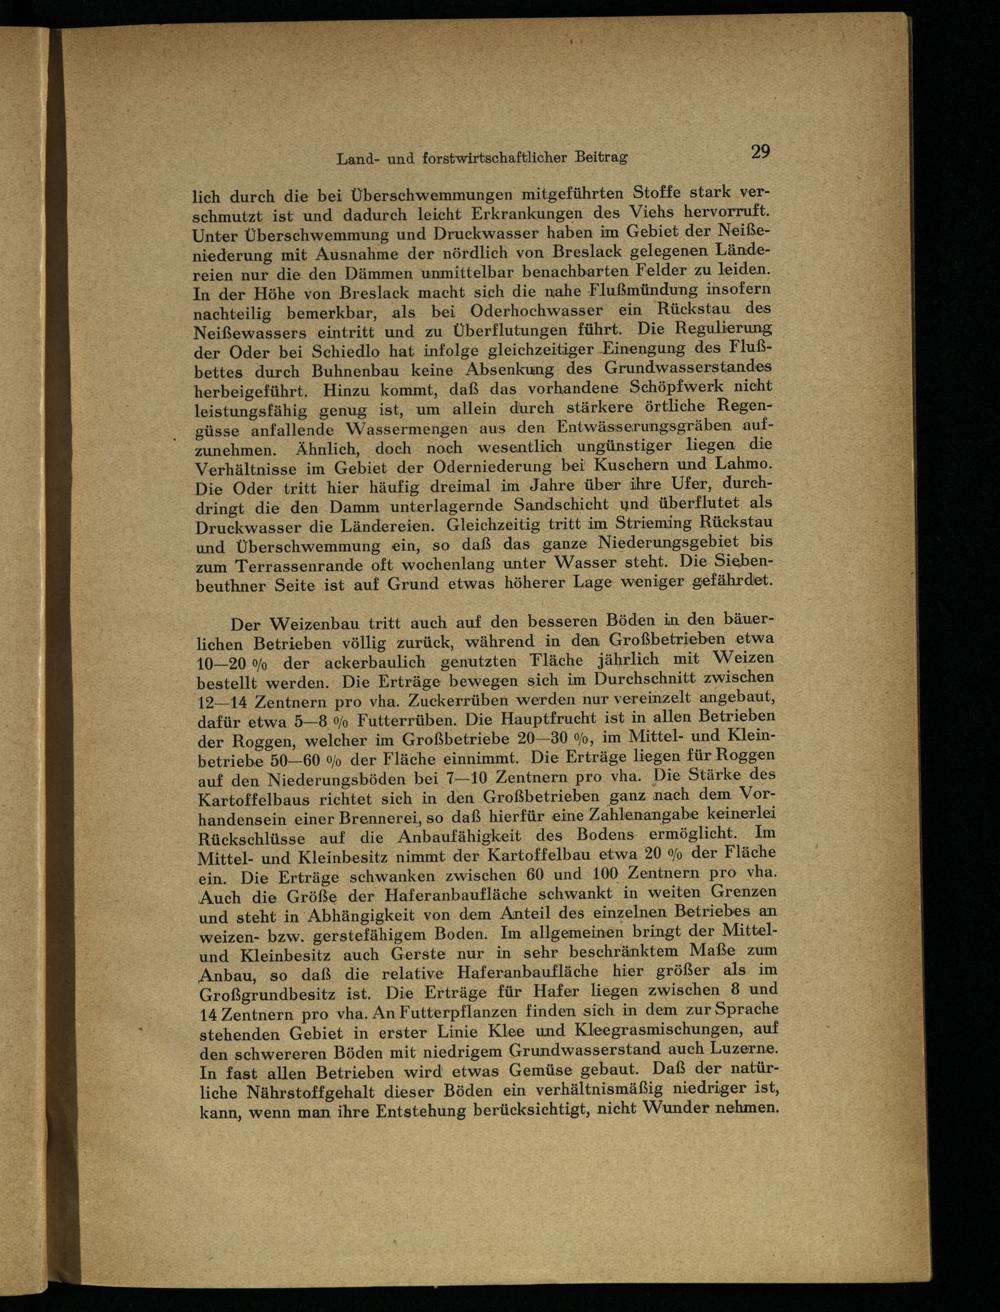 Land- und forstwirtschaftlicher Beitrag 29
lich durch die bei Überschwemmungen mitgeführten Stoffe stark ver-
schmutzt ist und dadurch leicht Erkrankungen des Viehs hervorruft.
Unter Überschwemmung und Druckwasser haben im Gebiet der Neiße-
niederung mit Ausnahme der nördlich von Breslack gelegenen Lände-
reien nur die den Dämmen unmittelbar benachbarten Felder zu leiden.
In der Höhe von Breslack macht sich die nahe Flußmündung insofern
nachteilig bemerkbar, als bei Oderhochwasser ein Rückstau des
Neißewassers eintritt und zu Überflutungen führt. Die Regulierung
der Oder bei Schiedlo hat infolge gleichzeitiger Einengung des Fluß-
bettes durch Buhnenbau keine Absenkung des Grundwasserstandes
herbeigeführt. Hinzu kommt, daß das vorhandene Schöpfwerk nicht
leistungsfähig genug ist, um allein durch stärkere örtliche Regen-
güsse anfallende Wassermengen aus den Entwässerungsgräben auf-
zunehmen. Ähnlich, doch noch wesentlich ungünstiger liegen die
Verhältnisse im Gebiet der Oderniederung bei Kuschern und Lahmo.
Die Oder tritt hier häufig dreimal im Jahre über ihre Ufer, durch-
dringt die den Damm unterlagernde Sandschicht und überflutet als
Druckwasser die Ländereien. Gleichzeitig tritt im Strieming Rückstau
und Überschwemmung ein, so daß das ganze Niederungsgebiet bis
zum Terrassenrande oft wochenlang unter Wasser steht. Die Sieben-
beuthner Seite ist auf Grund etwas höherer Lage weniger gefährdet.
Der Weizenbau tritt auch auf den besseren Böden in den bäuer-
lichen Betrieben völlig zurück, während in den Großbetrieben etwa
10—20 % der ackerbaulich genutzten Fläche jährlich mit Weizen
bestellt werden. Die Erträge bewegen sich im Durchschnitt zwischen
12—14 Zentnern pro vha. Zuckerrüben werden nur vereinzelt angebaut,
dafür etwa 5—8 % Futterrüben. Die Hauptfrucht ist in allen Betrieben
der Roggen, welcher im Großbetriebe 20—30 %, im Mittel- und Klein-
betriebe 50—60 % der Fläche einnimmt. Die Erträge liegen für Roggen
auf den Niederungsböden bei 7—10 Zentnern pro vha. Die Stärke des
Kartoffelbaus richtet sich in den Großbetrieben ganz nach dem Vor-
handensein einer Brennerei, so daß hierfür eine Zahlenangabe keinerlei
Rückschlüsse auf die Anbaufähigkeit des Bodens ermöglicht. Im
Mittel- und Kleinbesitz nimmt der Kartoffelbau etwa 20 % der Fläche
ein. Die Erträge schwanken zwischen 60 und 100 Zentnern pro vha.
Auch die Größe der Haferanbaufläche schwankt in weiten Grenzen
und steht in Abhängigkeit von dem Anteil des einzelnen Betriebes an
weizen- bzw. gerstefähigem Boden. Im allgemeinen bringt der Mittel-
und Kleinbesitz auch Gerste nur in sehr beschränktem Maße zum
Anbau, so daß die relative Haferanbaufläche hier größer als im
Großgrundbesitz ist. Die Erträge für Hafer liegen zwischen 8 und
14 Zentnern pro vha. An Futterpflanzen finden sich in dem zur Sprache
stehenden Gebiet in erster Linie Klee und Kleegrasmischungen, auf
den schwereren Böden mit niedrigem Grundwasserstand auch Luzerne.
In fast allen Betrieben wird etwas Gemüse gebaut. Daß der natür-
liche Nährstoffgehalt dieser Böden ein verhältnismäßig niedriger ist,
kann, wenn man ihre Entstehung berücksichtigt, nicht Wunder nehmen.